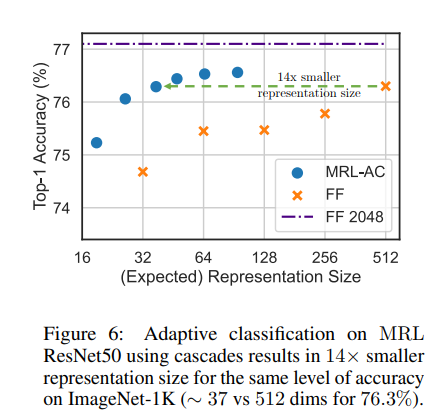 77
76
75
74
Top-1 Accuracy (%)
14x smaller
representation size
MRL-AC
FF
FF 2048
16 32 64 128 256 512
(Expected) Representation Size
Figure 6: Adaptive classification on MRL
ResNet50 using cascades results in 14× smaller
representation size for the same level of accuracy
on ImageNet-1K (∼ 37 vs 512 dims for 76.3%).